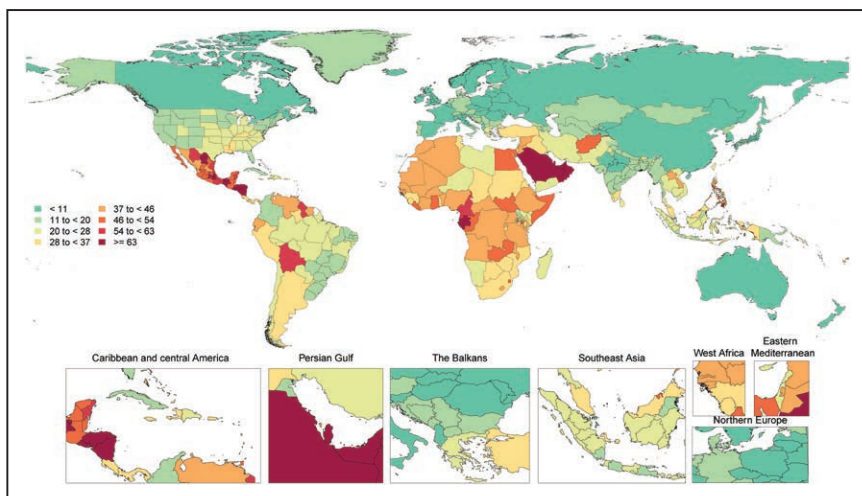 < 11
11 to < 20
20 to < 28
28 to < 37
37 to < 46
46 to < 54
54 to < 63
>= 63
Caribbean and central America
Persian Gulf
The Balkans
Southeast Asia
West Africa
Eastern
Mediterranean
Northern Europe